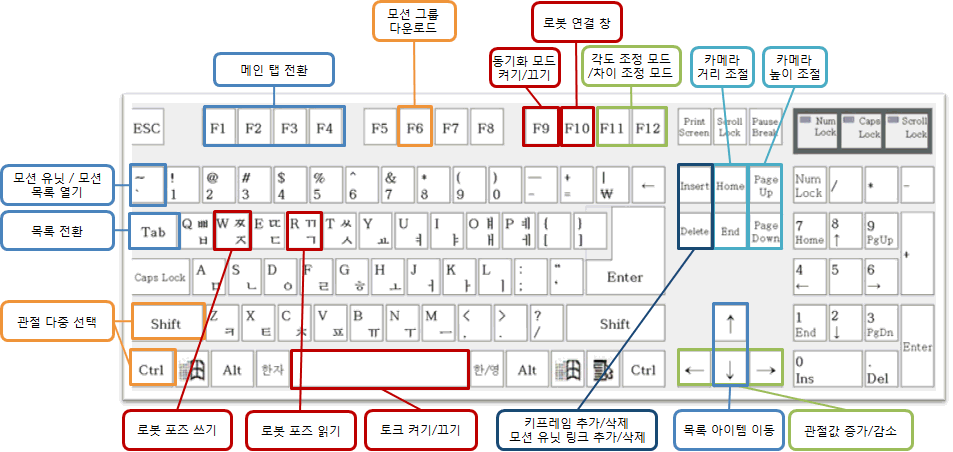 모션 그룹
다운로드
로봇 연결 창
메인 탭 전환
동기화 모드
켜기/끄기
각도 조정 모드
/차이 조정 모드
카메라
거리 조절
카메라
높이 조절
ESC
F1
F2
F3
F4
F5
F6
F7
F8
F9
F10
F11
F12
Print
Screen
Scroll
Lock
Pause
Break
Num
Lock
Caps
Lock
Scroll
Lock
모션 유닛 / 모션
목록 열기
~
`
!
1
@
2
#
3
$
4
%
5
^
6
&
7
*
8
(
9
)
0
—
-
+
=
|
₩
←
Insert
Home
Page
Up
Num
Lock
/
*
-
목록 전환
Tab
Q ㅃ
ㅂ
W ㅉ
ㅈ
E ㄸ
ㄷ
R ㄲ
ㄱ
T ㅆ
ㅅ
Y
ㅛ
U
ㅕ
I
ㅑ
O ㅒ
ㅐ
P ㅖ
ㅔ
{
[
}
]
Delete
End
Page
Down
7
Home
8
↑
9
PgUp
+
Caps Lock
A
ㅁ
S
ㄴ
D
ㅇ
F
ㄹ
G
ㅎ
H
ㅗ
J
ㅓ
K
ㅏ
L
ㅣ
:
;
"
'
Enter
4
←
5
6
→
관절 다중 선택
Shift
Z
ㅋ
X
ㅌ
C
ㅊ
V
ㅍ
B
ㅠ
N
ㅜ
M
ㅡ
<
,
>
.
?
/
Shift
↑
1
End
2
↓
3
PgDn
Enter
Ctrl
Alt
한자
한/영
Alt
Ctrl
←
↓
→
0
Ins
.
Del
로봇 포즈 쓰기
로봇 포즈 읽기
토크 켜기/끄기
키프레임 추가/삭제
모션 유닛 링크 추가/삭제
목록 아이템 이동
관절값 증가/감소